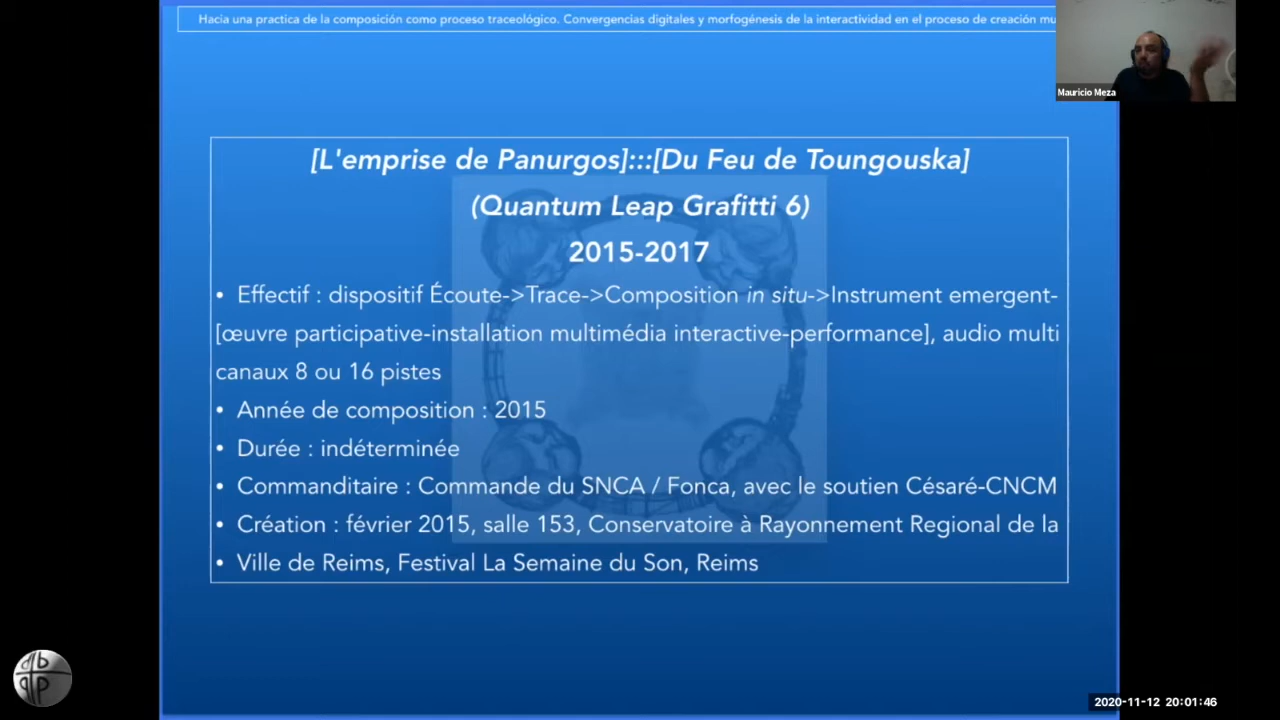 Hacia una practica de la composición como proceso traceológico. Convergencias digitales y morfogénesis de la interactividad en el proceso de creación mu
Mauricio Meza
[L'emprise de Panurgos]:::[Du Feu de Toungouska]
(Quantum Leap Grafitti 6)
2015-2017
• Effectif : dispositif Écoute->Trace->Composition in situ->Instrument emergent-
[œuvre participative-installation multimédia interactive-performance], audio multi
canaux 8 ou 16 pistes
• Année de composition : 2015
• Durée : indéterminée
• Commanditaire : Commande du SNCA / Fonca, avec le soutien Césaré-CNCM
• Création : février 2015, salle 153, Conservatoire à Rayonnement Regional de la
• Ville de Reims, Festival La Semaine du Son, Reims
2020-11-12 20:01:46